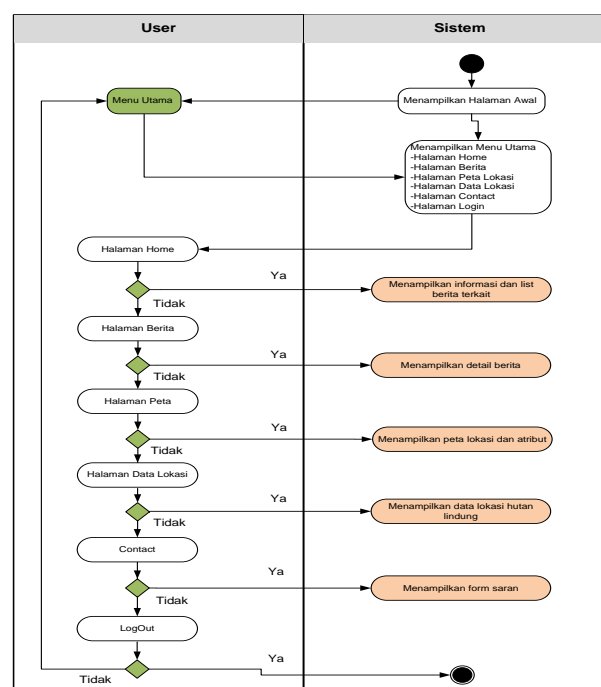 User
Sistem
Menu Utama
Menampilkan Halaman Awal
Menampilkan Menu Utama
-Halaman Home
-Halaman Berita
-Halaman Peta Lokasi
-Halaman Data Lokasi
-Halaman Contact
-Halaman Login
Halaman Home
Ya
Menampilkan informasi dan list
berita terkait
Tidak
Halaman Berita
Ya
Menampilkan detail berita
Tidak
Halaman Peta
Ya
Menampilkan peta lokasi dan atribut
Tidak
Halaman Data Lokasi
Ya
Menampilkan data lokasi hutan
lindung
Tidak
Contact
Ya
Menampilkan form saran
Tidak
LogOut
Ya
Tidak